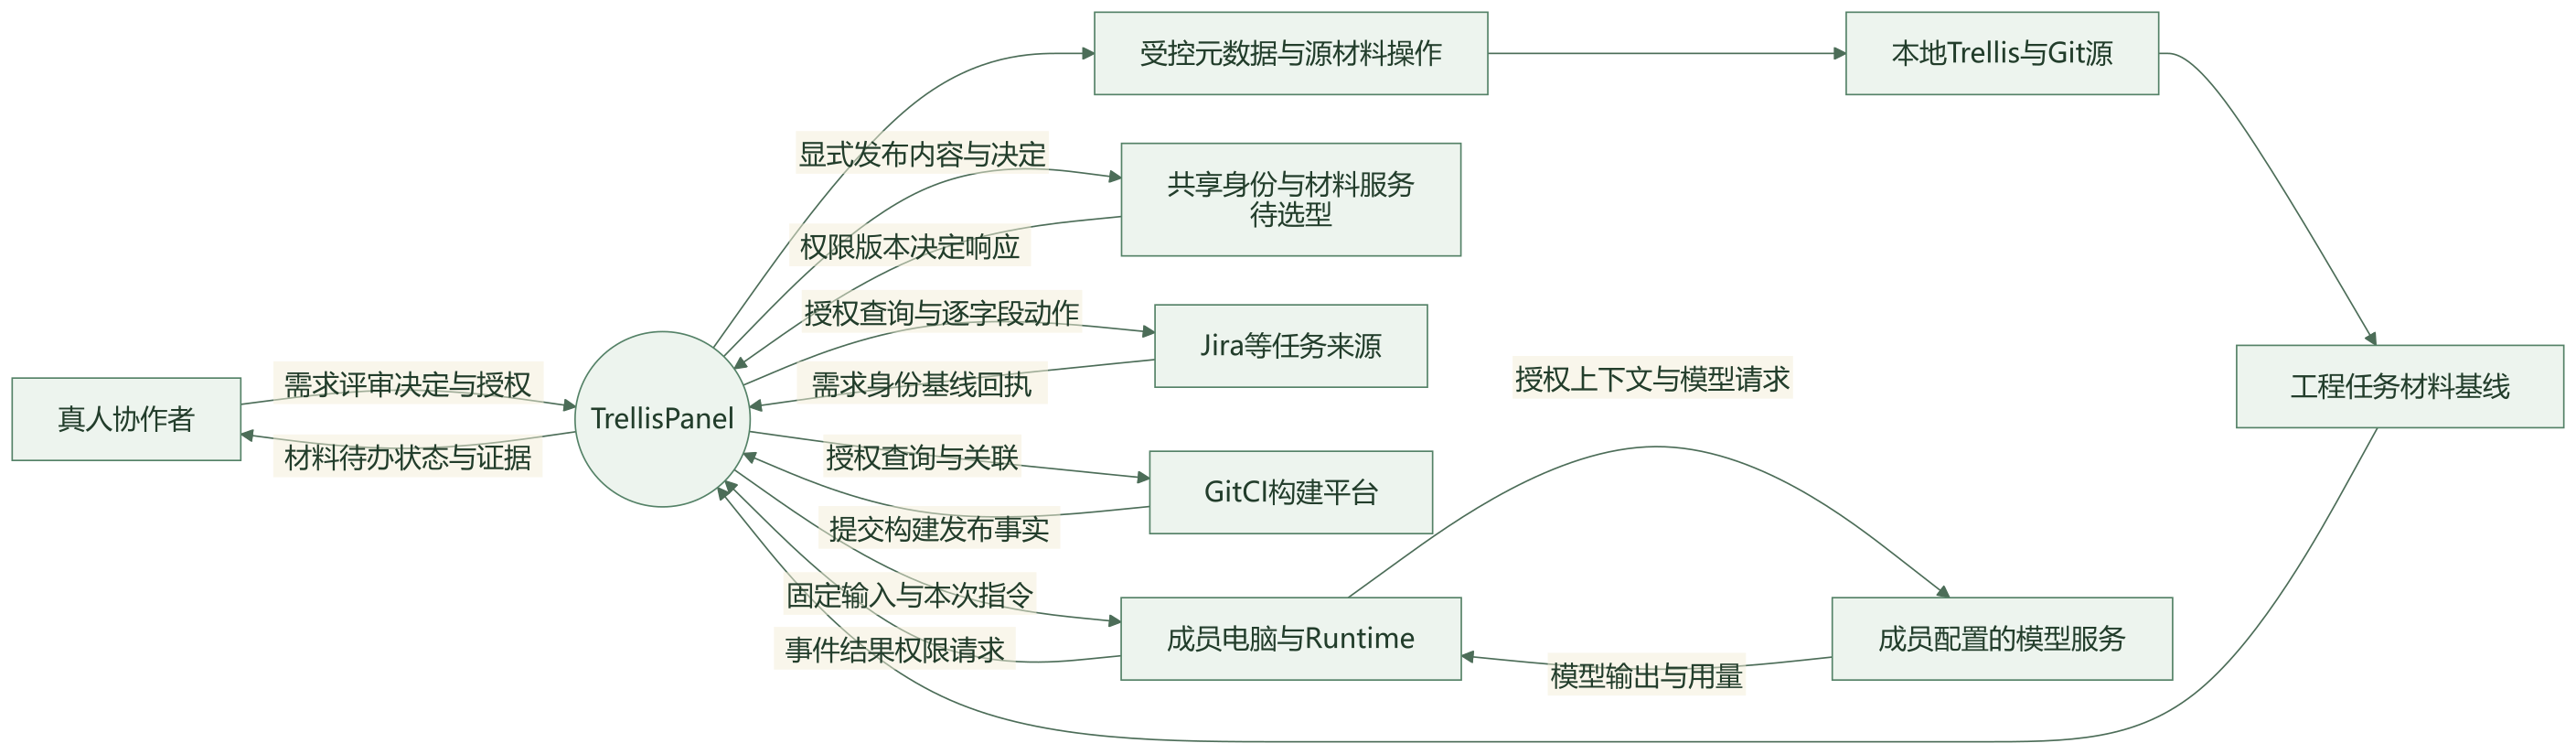 受控元数据与源材料操作
本地Trellis与Git源
显式发布内容与决定
共享身份与材料服务
待选型
权限版本决定响应
授权查询与逐字段动作
Jira等任务来源
需求身份基线回执
授权上下文与模型请求
工程任务材料基线
需求评审决定与授权
真人协作者
TrellisPanel
材料待办状态与证据
授权查询与关联
GitCI构建平台
提交构建发布事实
固定输入与本次指令
成员电脑与Runtime
成员配置的模型服务
事件结果权限请求
模型输出与用量